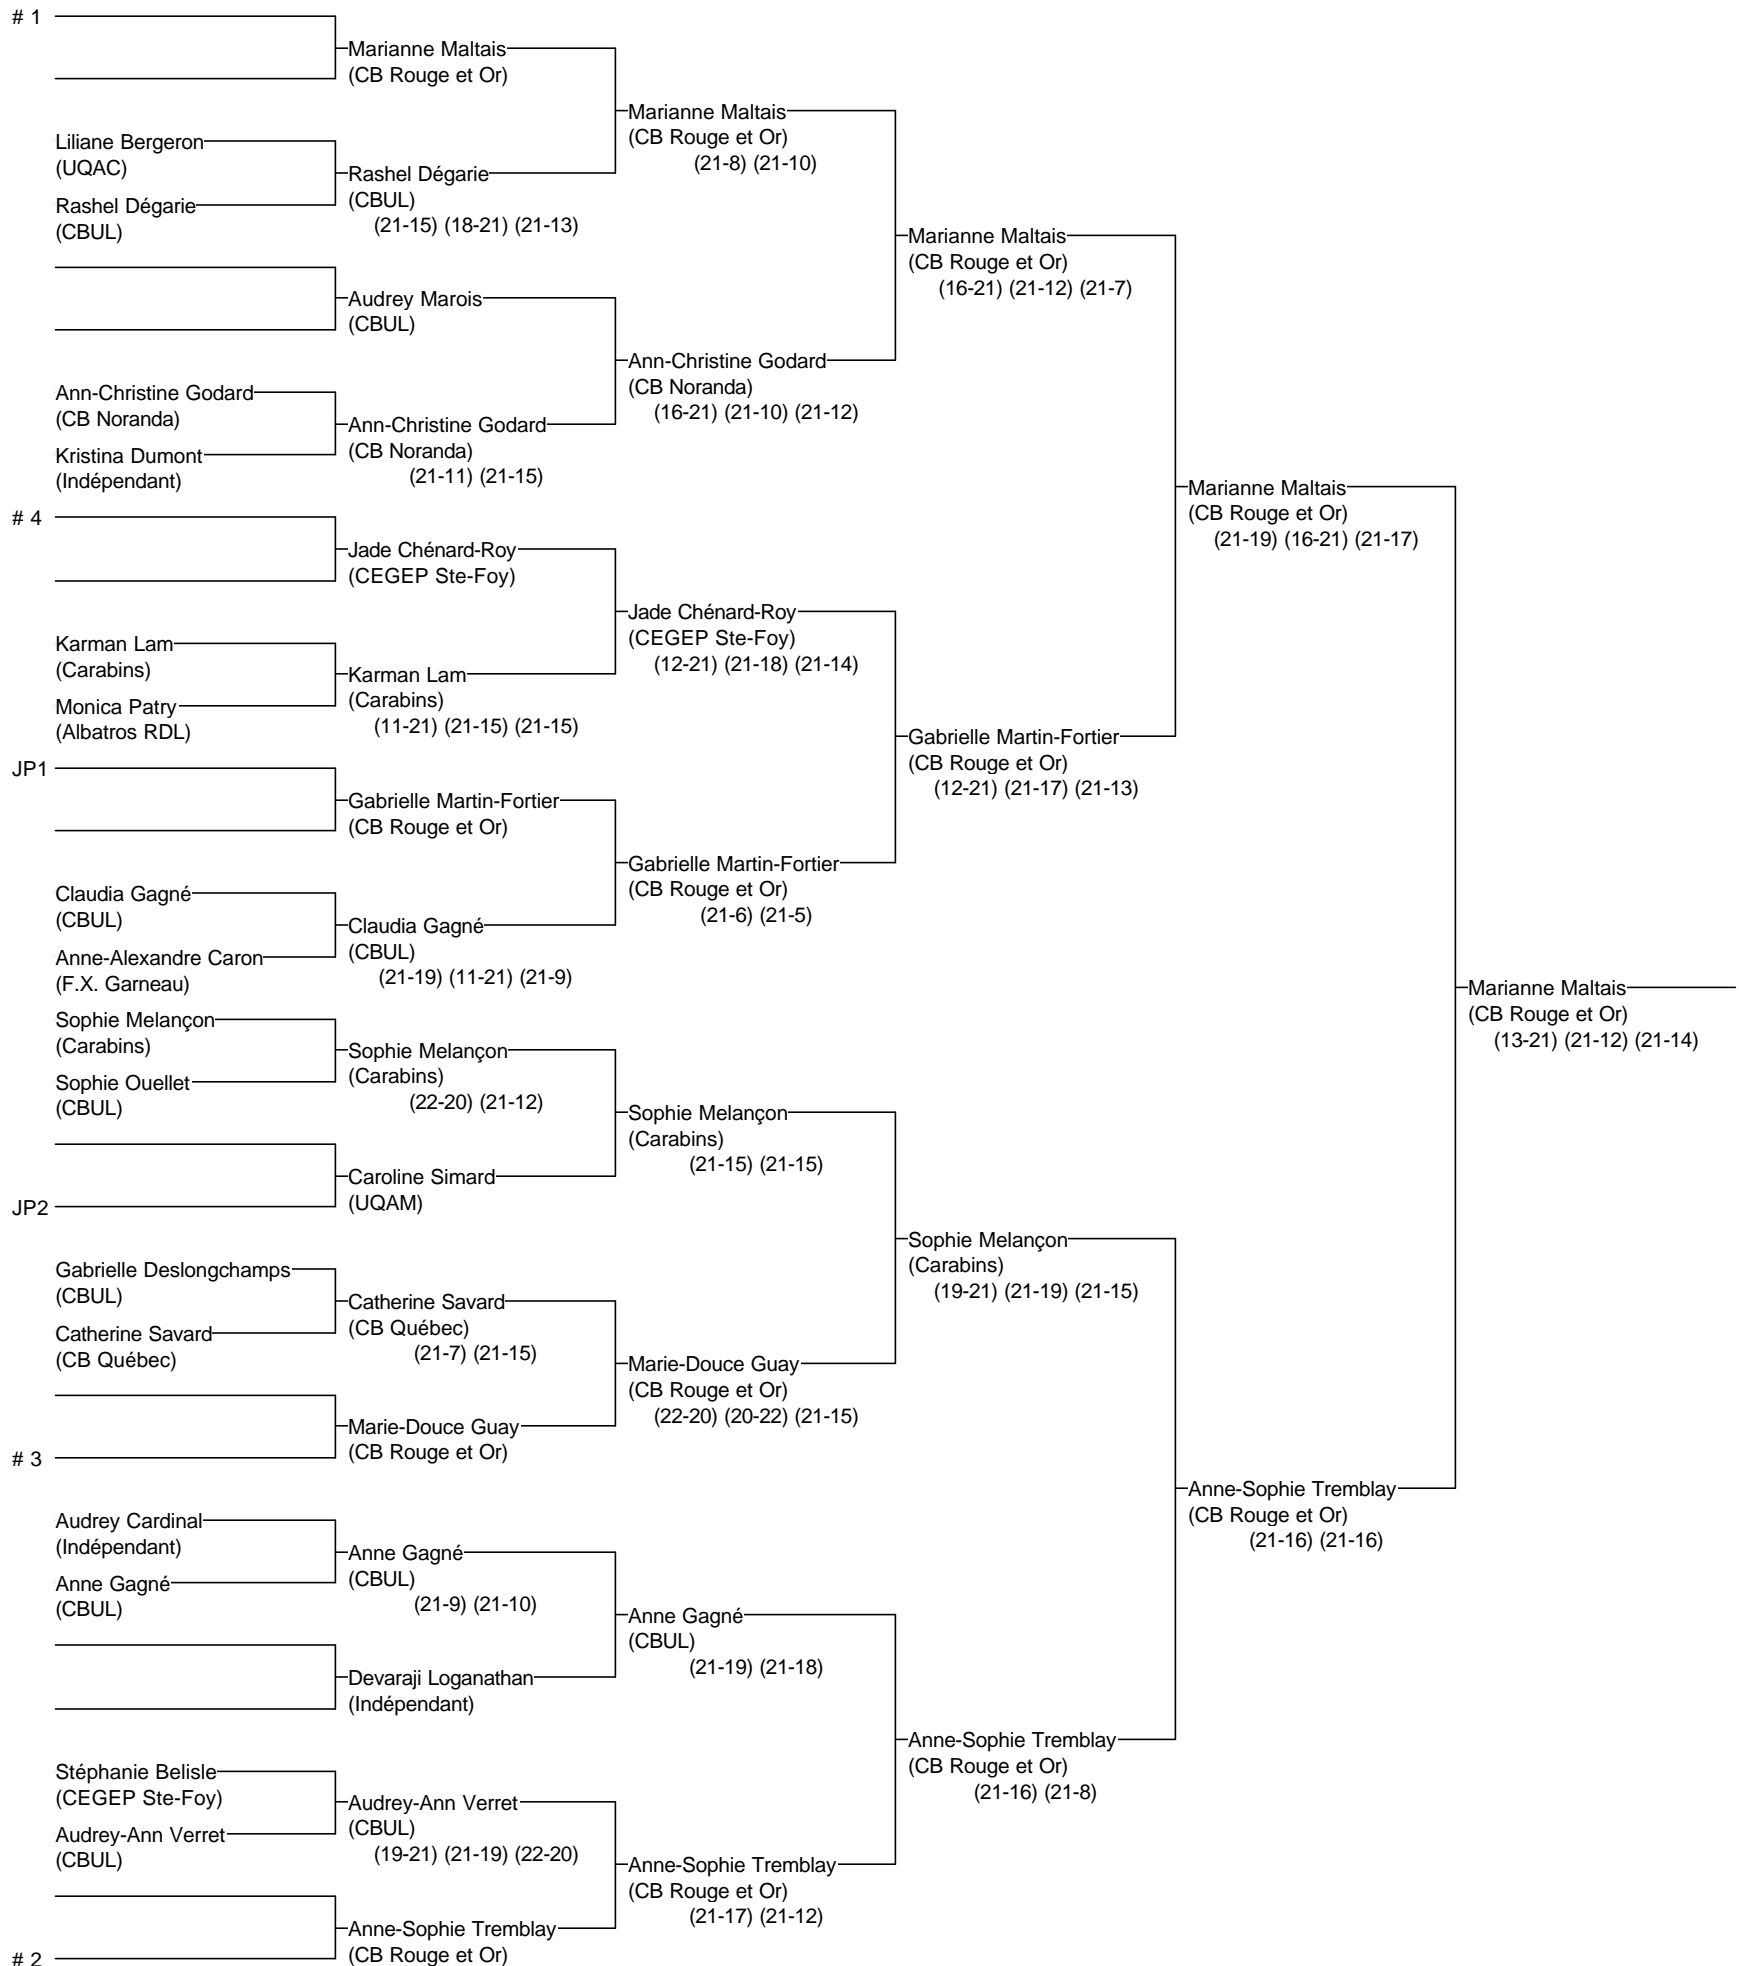 # 1
Marianne Maltais
(CB Rouge et Or)
Marianne Maltais
(CB Rouge et Or)
(21-8) (21-10)
Liliane Bergeron
(UQAC)
Rashel Dégarie
(CBUL)
(21-15) (18-21) (21-13)
Rashel Dégarie
(CBUL)
Marianne Maltais
(CB Rouge et Or)
(16-21) (21-12) (21-7)
Audrey Marois
(CBUL)
Ann-Christine Godard
(CB Noranda)
(16-21) (21-10) (21-12)
Ann-Christine Godard
(CB Noranda)
Ann-Christine Godard
(CB Noranda)
(21-11) (21-15)
Kristina Dumont
(Indépendant)
Marianne Maltais
(CB Rouge et Or)
(21-19) (16-21) (21-17)
# 4
Jade Chénard-Roy
(CEGEP Ste-Foy)
Jade Chénard-Roy
(CEGEP Ste-Foy)
(12-21) (21-18) (21-14)
Karman Lam
(Carabins)
Karman Lam
(Carabins)
(11-21) (21-15) (21-15)
Monica Patry
(Albatros RDL)
Gabrielle Martin-Fortier
(CB Rouge et Or)
(12-21) (21-17) (21-13)
JP1
Gabrielle Martin-Fortier
(CB Rouge et Or)
Gabrielle Martin-Fortier
(CB Rouge et Or)
(21-6) (21-5)
Claudia Gagné
(CBUL)
Claudia Gagné
(CBUL)
(21-19) (11-21) (21-9)
Anne-Alexandre Caron
(F.X. Garneau)
Marianne Maltais
(CB Rouge et Or)
(13-21) (21-12) (21-14)
Sophie Melançon
(Carabins)
Sophie Melançon
(Carabins)
(22-20) (21-12)
Sophie Ouellet
(CBUL)
Sophie Melançon
(Carabins)
(21-15) (21-15)
Caroline Simard
(UQAM)
JP2
Sophie Melançon
(Carabins)
(19-21) (21-19) (21-15)
Gabrielle Deslongchamps
(CBUL)
Catherine Savard
(CB Québec)
(21-7) (21-15)
Catherine Savard
(CB Québec)
Marie-Douce Guay
(CB Rouge et Or)
(22-20) (20-22) (21-15)
Marie-Douce Guay
(CB Rouge et Or)
# 3
Anne-Sophie Tremblay
(CB Rouge et Or)
(21-16) (21-16)
Audrey Cardinal
(Indépendant)
Anne Gagné
(CBUL)
(21-9) (21-10)
Anne Gagné
(CBUL)
Anne Gagné
(CBUL)
(21-19) (21-18)
Devaraji Loganathan
(Indépendant)
Anne-Sophie Tremblay
(CB Rouge et Or)
(21-16) (21-8)
Stéphanie Belisle
(CEGEP Ste-Foy)
Audrey-Ann Verret
(CBUL)
(19-21) (21-19) (22-20)
Audrey-Ann Verret
(CBUL)
Anne-Sophie Tremblay
(CB Rouge et Or)
(21-17) (21-12)
Anne-Sophie Tremblay
(CB Rouge et Or)
# 2